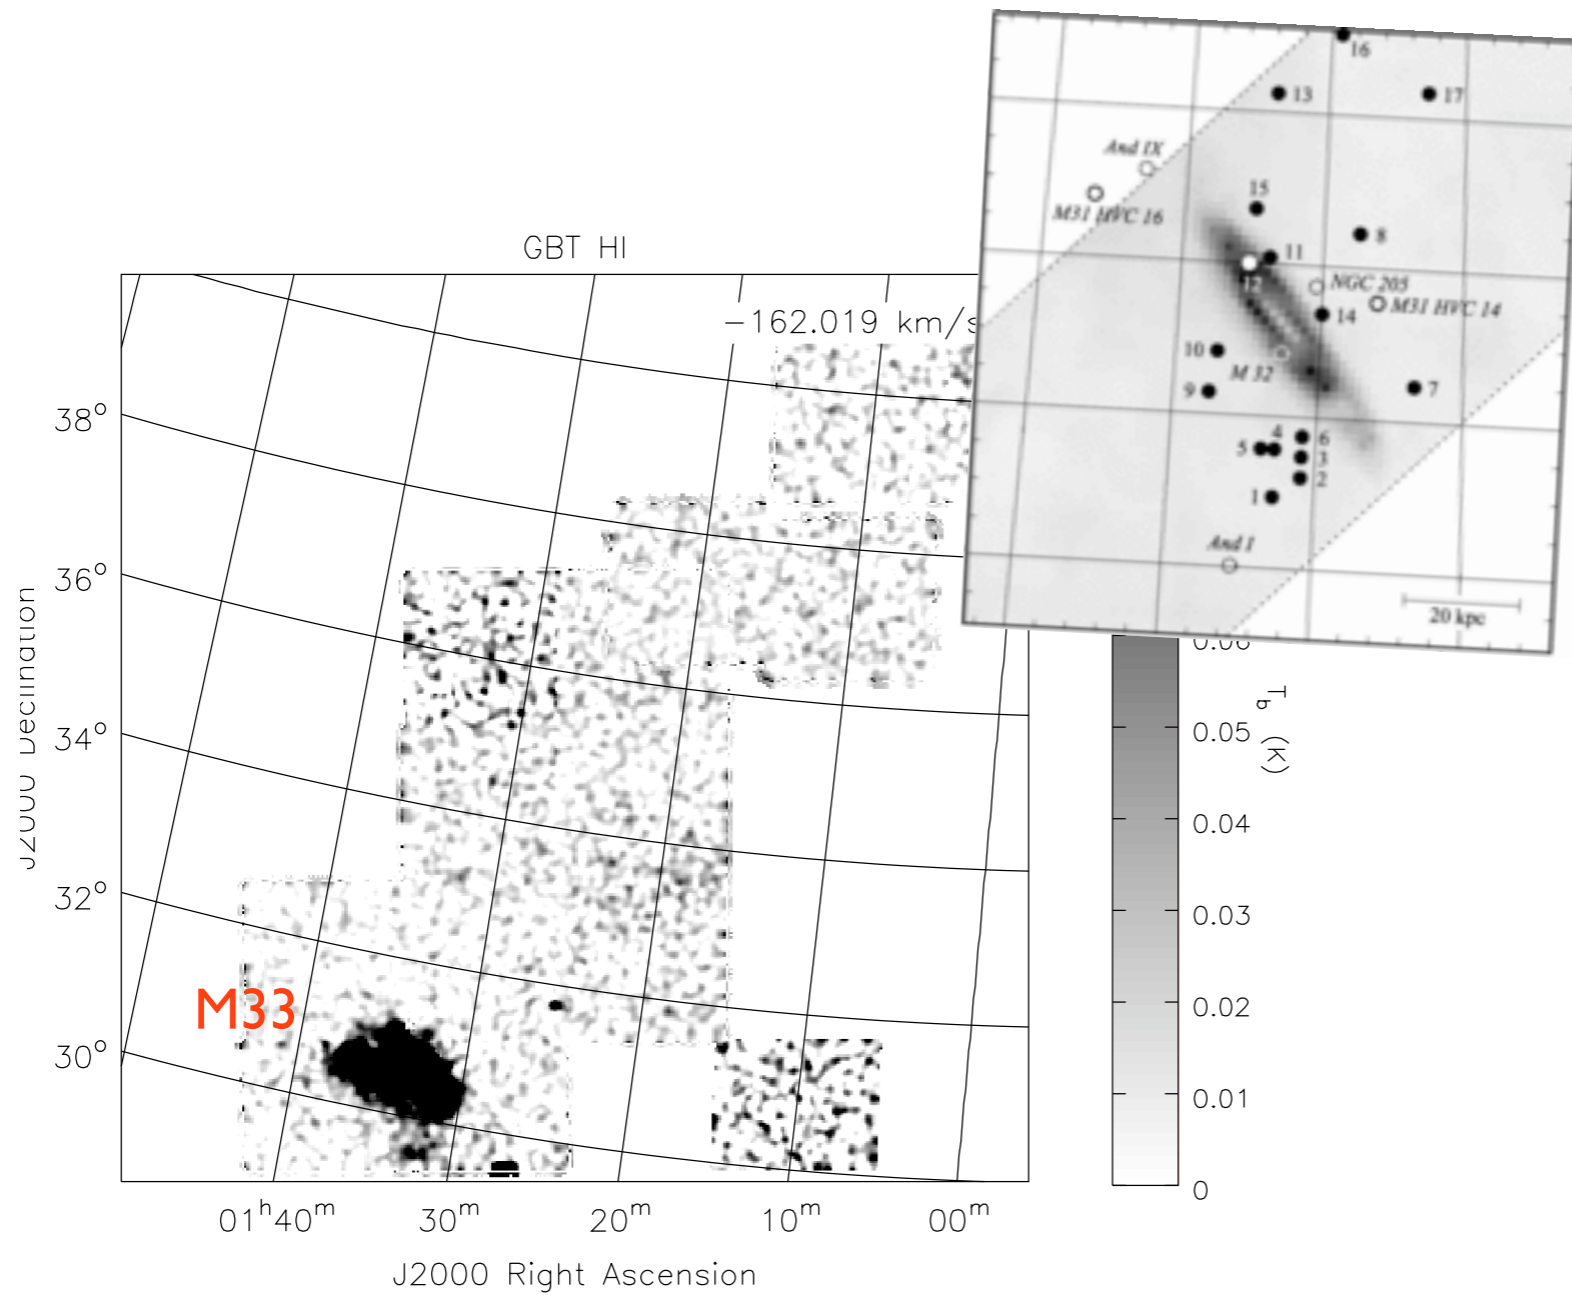 GBT HI
−162.019 km/s
38°
36°
34°
32°
30°
J2000 Declination
M33
01ʰ40ᵐ
30ᵐ
20ᵐ
10ᵐ
00ᵐ
J2000 Right Ascension
16
13
17
And IX
15
M31 HVC 16
8
11
NGC 205
12
M31 HVC 14
14
10
M 32
9
7
4
6
5
3
2
1
And I
20 kpc
0.06
0.05
0.04
0.03
0.02
0.01
0
T_b (K)